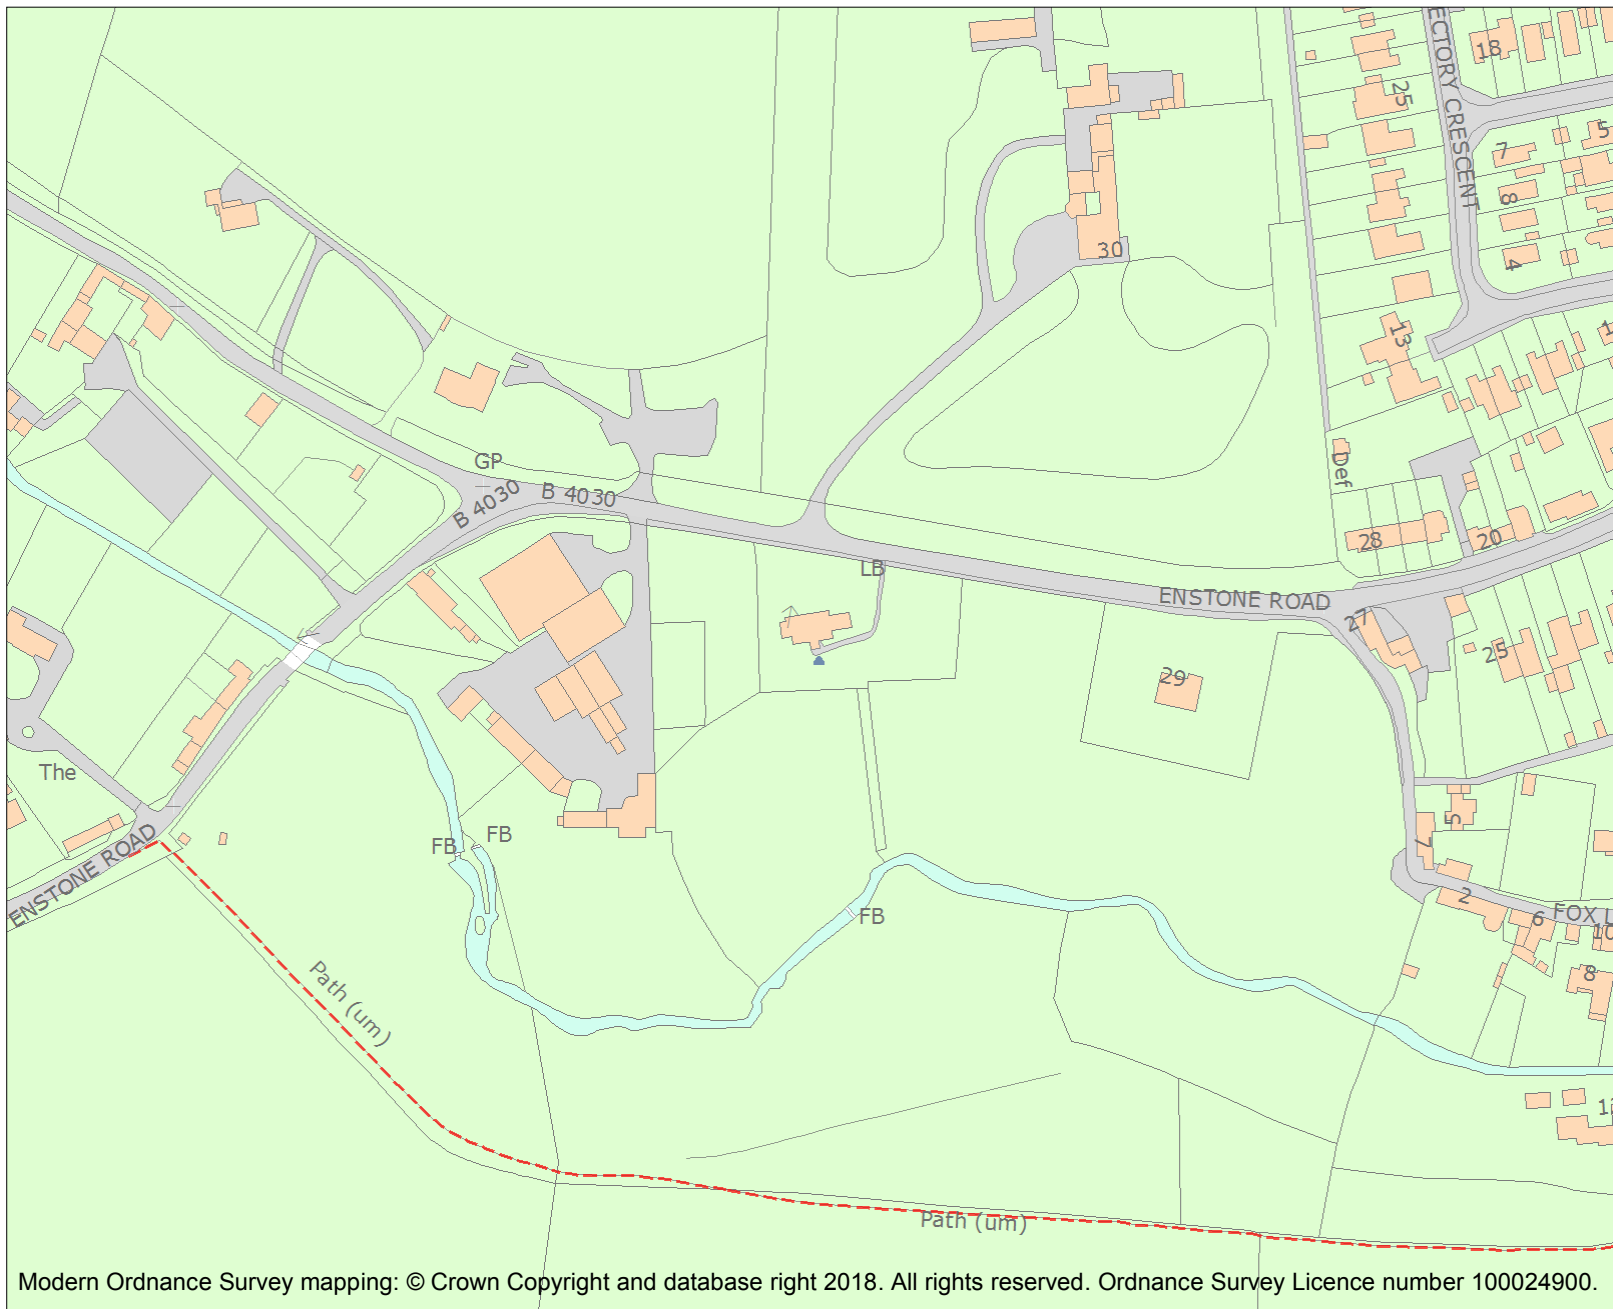 ECTORY CRESCENT
18
25
5
7
8
4
30
13
1
GP
B 4030
B 4030
Def
28
20
LB
ENSTONE ROAD
27
25
29
The
5
7
FB
FB
ENSTONE ROAD
2
6
FOX L
10
FB
8
Path (um)
12
Path (um)
Modern Ordnance Survey mapping: © Crown Copyright and database right 2018. All rights reserved. Ordnance Survey Licence number 100024900.